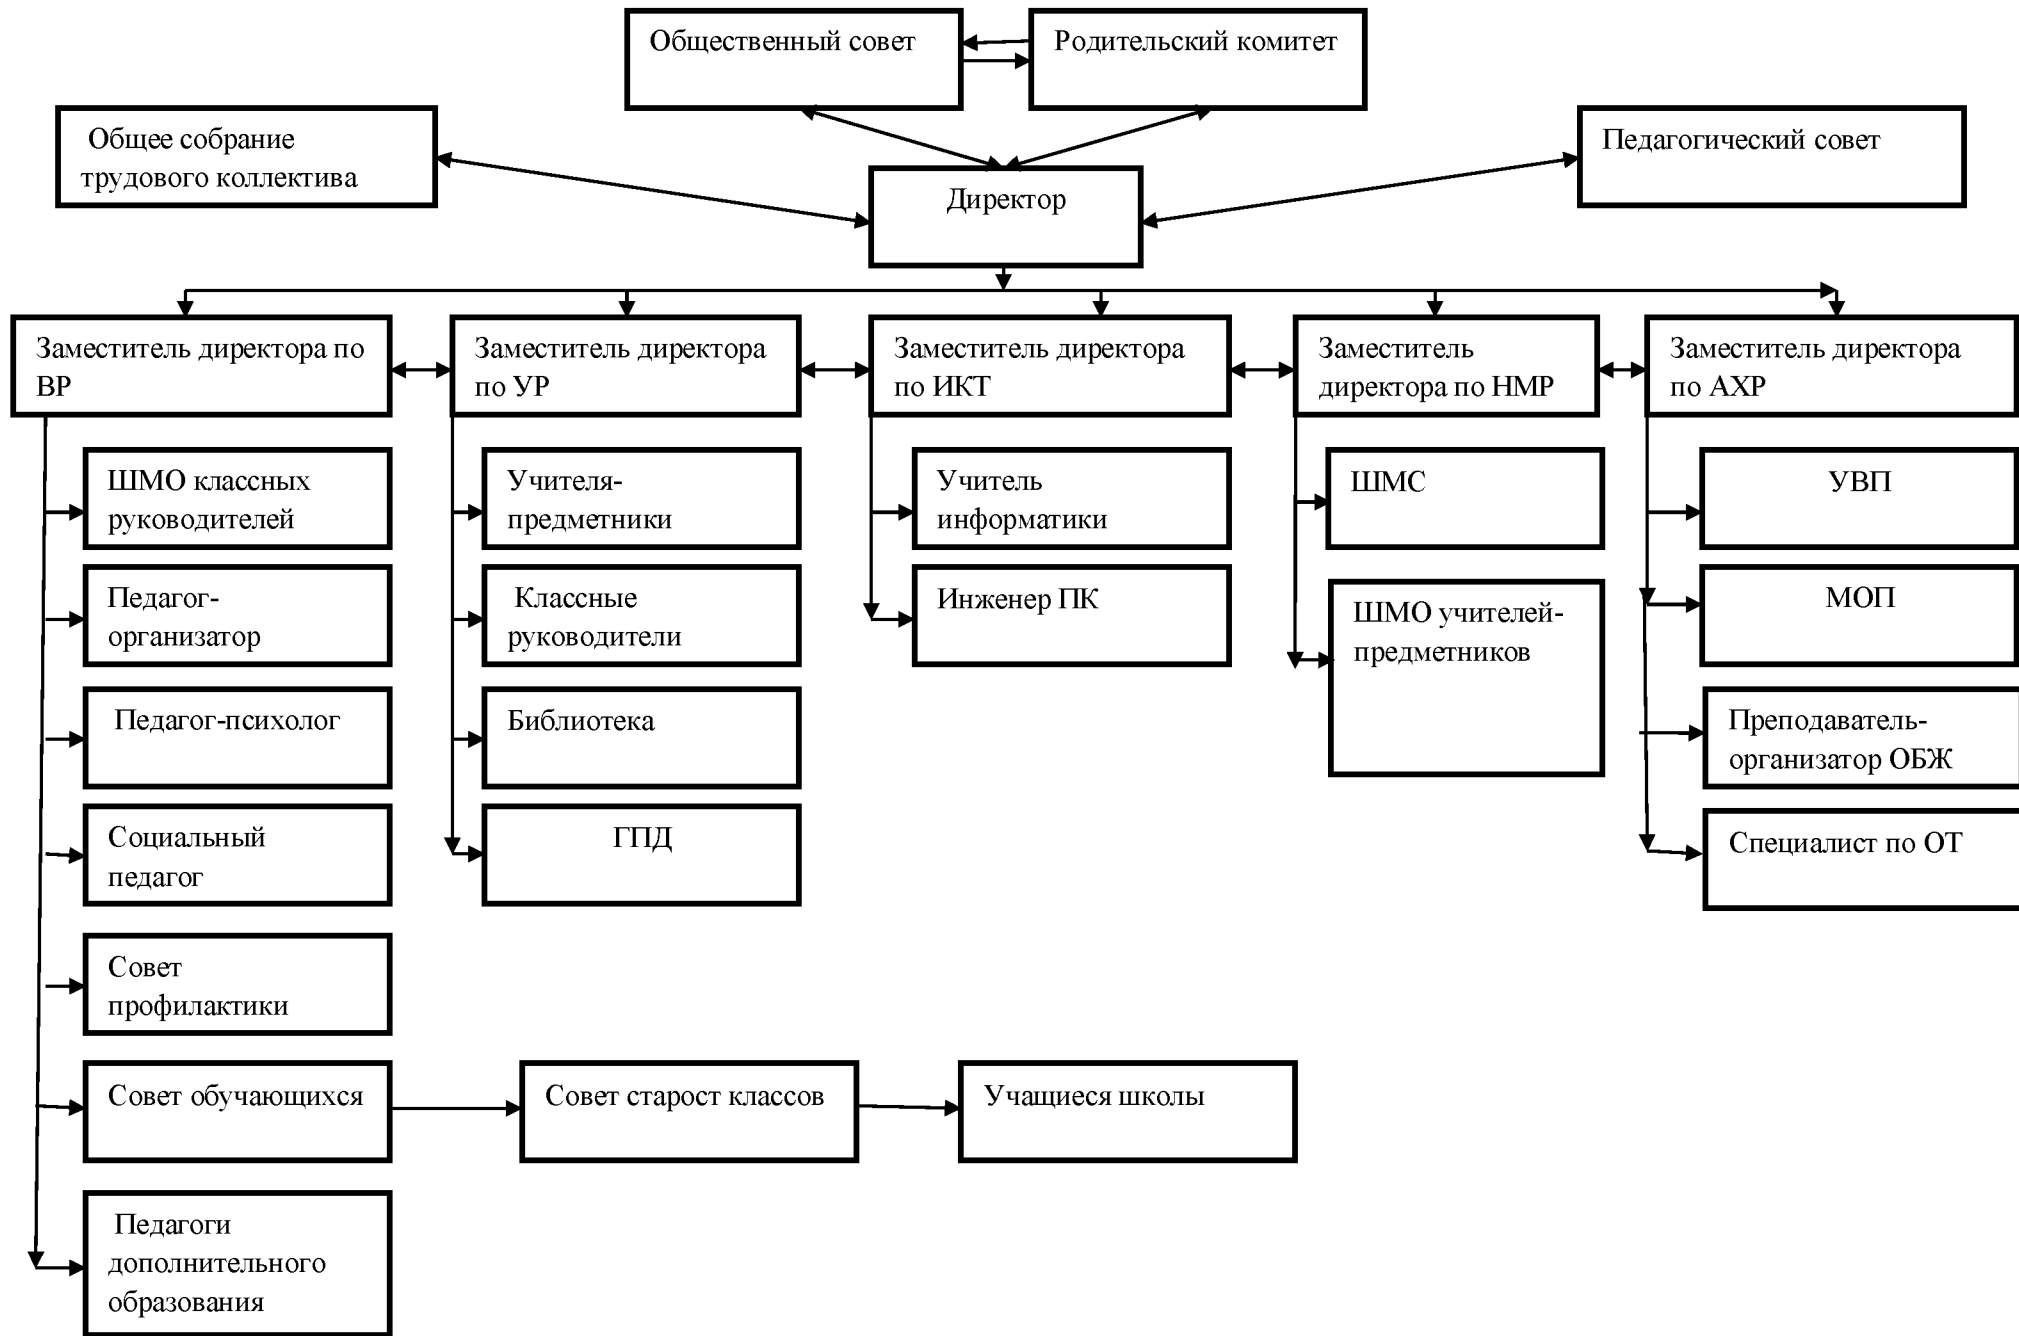 Общественный совет
Родительский комитет
Общее собрание
трудового коллектива
Педагогический совет
Директор
Заместитель директора по
ВР
Заместитель директора
по УР
Заместитель директора
по ИКТ
Заместитель
директора по НМР
Заместитель директора
по АХР
ШМО классных
руководителей
Педагог-
организатор
Педагог-психолог
Социальный
педагог
Совет
профилактики
Совет обучающихся
Педагоги
дополнительного
образования
Учителя-
предметники
Классные
руководители
Библиотека
ГПД
Учитель
информатики
Инженер ПК
ШМС
ШМО учителей-
предметников
УВП
МОП
Преподаватель-
организатор ОБЖ
Специалист по ОТ
Совет старост классов
Учащиеся школы